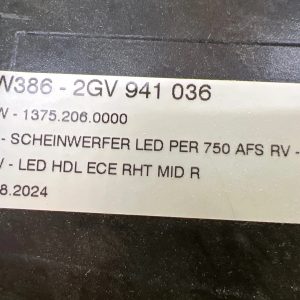 W386 - 2GV 941 036
W - 1375.206.0000
- SCHEINWERFER LED PER 750 AFS RV -
/ - LED HDL ECE RHT MID R
8.2024